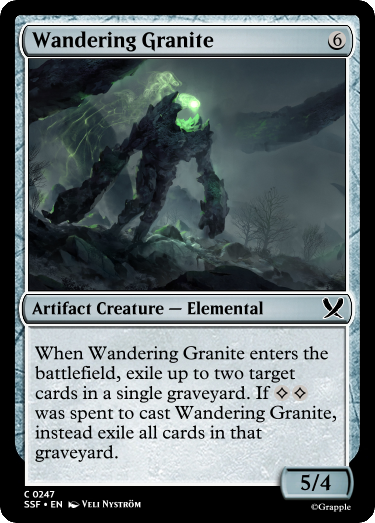 Wandering Granite 6
Artifact Creature — Elemental
When Wandering Granite enters the
battlefield, exile up to two target
cards in a single graveyard. If
was spent to cast Wandering Granite,
instead exile all cards in that
graveyard.
5/4
C 0247
SSF • EN Veli Nyström
©Grapple